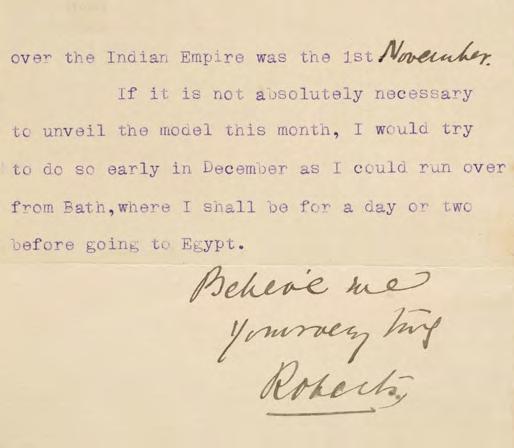 over the Indian Empire was the 1st November.
If it is not absolutely necessary
to unveil the model this month, I would try
to do so early in December as I could run over
from Bath,where I shall be for a day or two
before going to Egypt.
Believe me
Yours very truly
Roberts